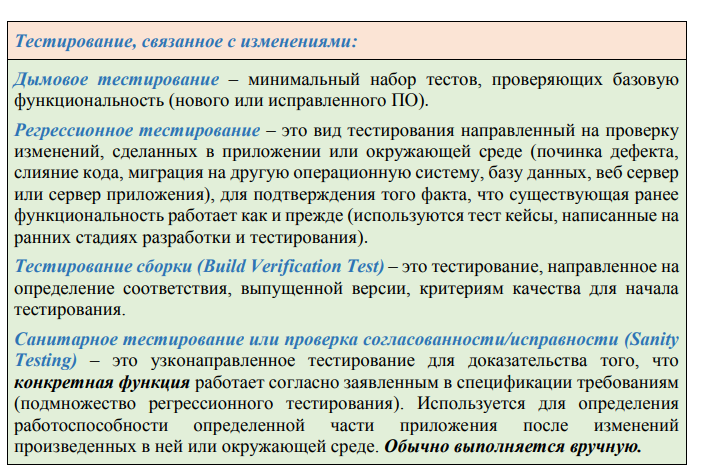 Тестирование, связанное с изменениями:
Дымовое тестирование – минимальный набор тестов, проверяющих базовую
функциональность (нового или исправленного ПО).
Регрессионное тестирование – это вид тестирования направленный на проверку
изменений, сделанных в приложении или окружающей среде (починка дефекта,
слияние кода, миграция на другую операционную систему, базу данных, веб сервер
или сервер приложения), для подтверждения того факта, что существующая ранее
функциональность работает как и прежде (используются тест кейсы, написанные на
ранних стадиях разработки и тестирования).
Тестирование сборки (Build Verification Test) – это тестирование, направленное на
определение соответствия, выпущенной версии, критериям качества для начала
тестирования.
Санитарное тестирование или проверка согласованности/исправности (Sanity
Testing) – это узконаправленное тестирование для доказательства того, что
конкретная функция работает согласно заявленным в спецификации требованиям
(подмножество регрессионного тестирования). Используется для определения
работоспособности определенной части приложения после изменений
произведенных в ней или окружающей среде. Обычно выполняется вручную.